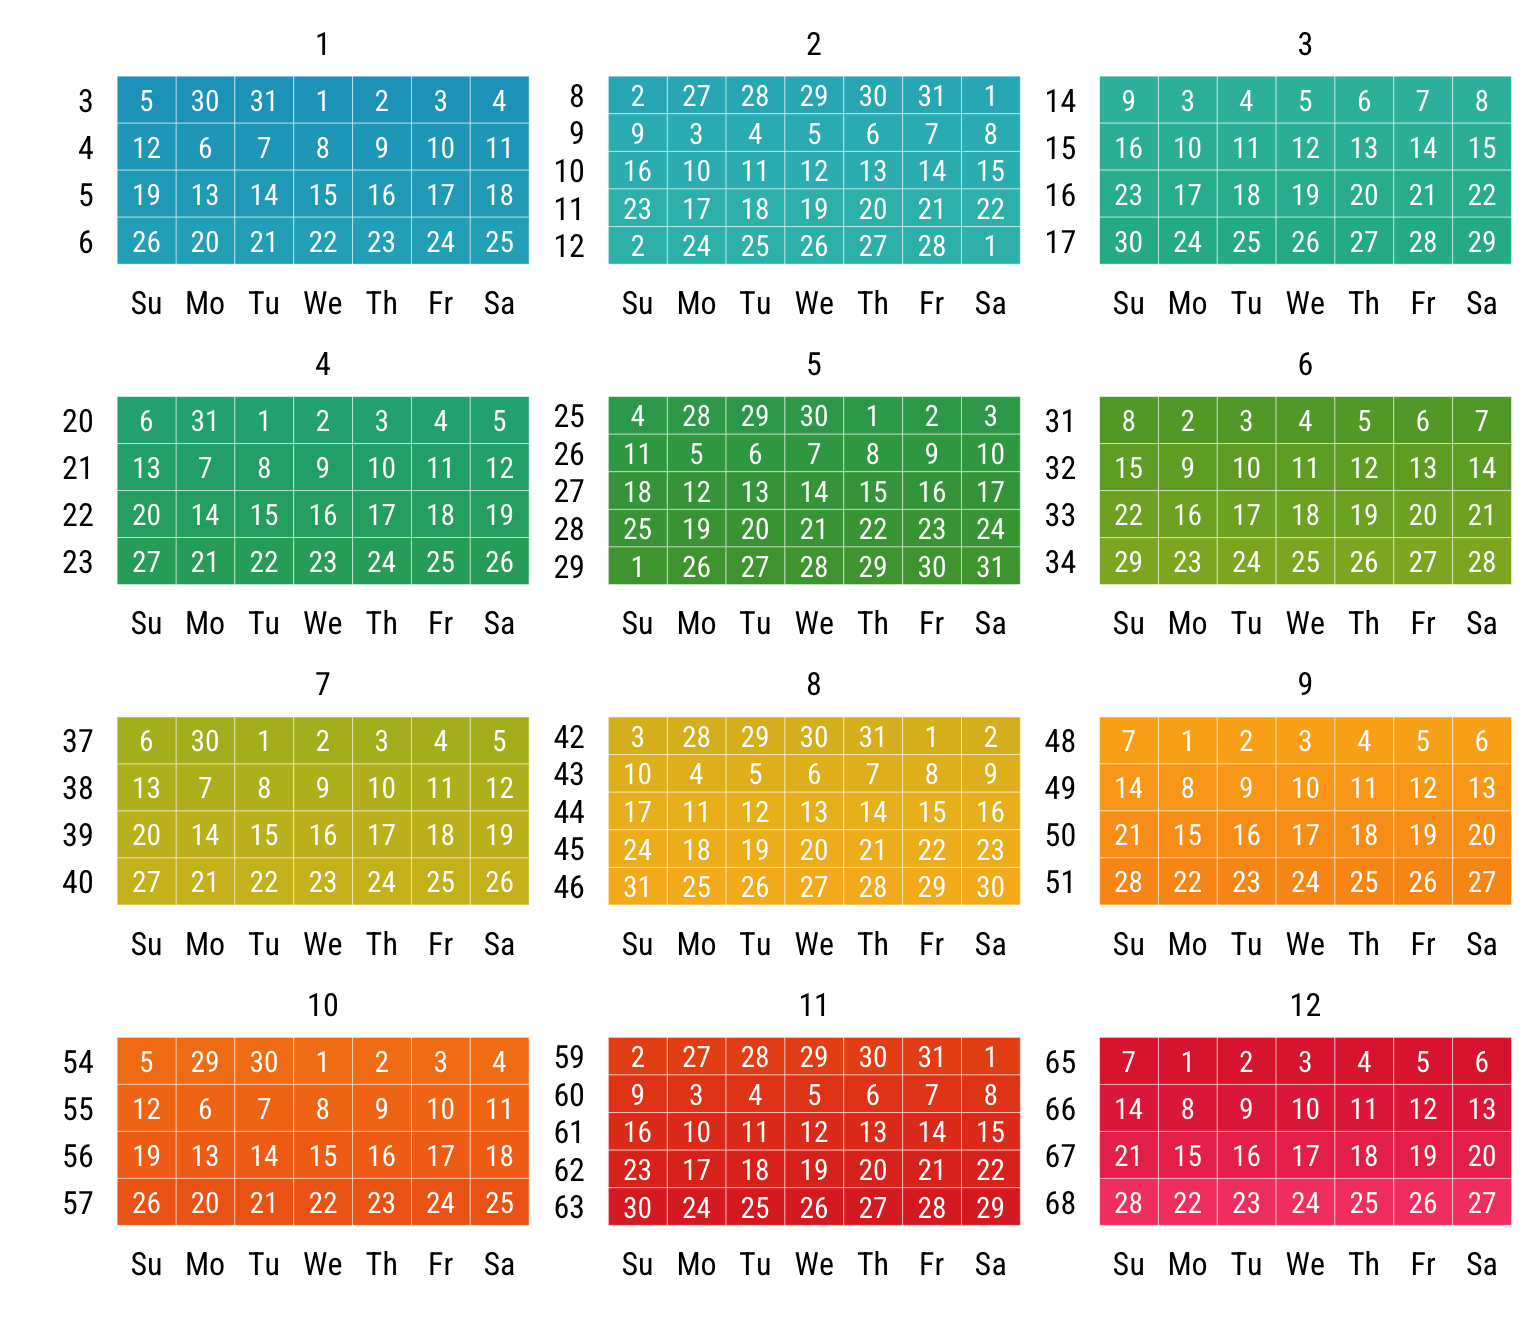 1 2 3
3 5 30 31 1 2 3 4 8 2 27 28 29 30 31 1 14 9 3 4 5 6 7 8
4 12 6 7 8 9 10 11 9 9 3 4 5 6 7 8 15 16 10 11 12 13 14 15
5 19 13 14 15 16 17 18 10 16 10 11 12 13 14 15 16 23 17 18 19 20 21 22
6 26 20 21 22 23 24 25 11 23 17 18 19 20 21 22 17 30 24 25 26 27 28 29
12 2 24 25 26 27 28 1
Su Mo Tu We Th Fr Sa Su Mo Tu We Th Fr Sa Su Mo Tu We Th Fr Sa
4 5 6
20 6 31 1 2 3 4 5 25 4 28 29 30 1 2 3 31 8 2 3 4 5 6 7
21 13 7 8 9 10 11 12 26 11 5 6 7 8 9 10 32 15 9 10 11 12 13 14
22 20 14 15 16 17 18 19 27 18 12 13 14 15 16 17 33 22 16 17 18 19 20 21
23 27 21 22 23 24 25 26 28 25 19 20 21 22 23 24 34 29 23 24 25 26 27 28
29 1 26 27 28 29 30 31
Su Mo Tu We Th Fr Sa Su Mo Tu We Th Fr Sa Su Mo Tu We Th Fr Sa
7 8 9
37 6 30 1 2 3 4 5 42 3 28 29 30 31 1 2 48 7 1 2 3 4 5 6
38 13 7 8 9 10 11 12 43 10 4 5 6 7 8 9 49 14 8 9 10 11 12 13
39 20 14 15 16 17 18 19 44 17 11 12 13 14 15 16 50 21 15 16 17 18 19 20
40 27 21 22 23 24 25 26 45 24 18 19 20 21 22 23 51 28 22 23 24 25 26 27
46 31 25 26 27 28 29 30
Su Mo Tu We Th Fr Sa Su Mo Tu We Th Fr Sa Su Mo Tu We Th Fr Sa
10 11 12
54 5 29 30 1 2 3 4 59 2 27 28 29 30 31 1 65 7 1 2 3 4 5 6
55 12 6 7 8 9 10 11 60 9 3 4 5 6 7 8 66 14 8 9 10 11 12 13
56 19 13 14 15 16 17 18 61 16 10 11 12 13 14 15 67 21 15 16 17 18 19 20
57 26 20 21 22 23 24 25 62 23 17 18 19 20 21 22 68 28 22 23 24 25 26 27
63 30 24 25 26 27 28 29
Su Mo Tu We Th Fr Sa Su Mo Tu We Th Fr Sa Su Mo Tu We Th Fr Sa